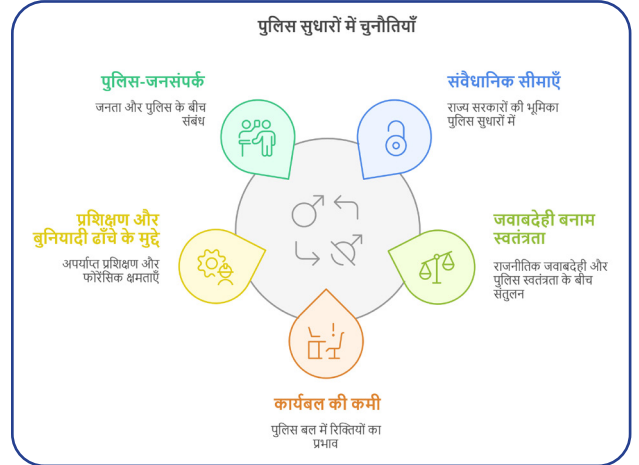 पुलिस सुधारों में चुनौतियाँ
पुलिस-जनसंपर्क
जनता और पुलिस के बीच
संबंध
संवैधानिक सीमाएँ
राज्य सरकारों की भूमिका
पुलिस सुधारों में
प्रशिक्षण और
बुनियादी ढाँचे के मुद्दे
अपर्याप्त प्रशिक्षण और
फोरेंसिक क्षमताएँ
जवाबदेही बनाम
स्वतंत्रता
राजनीतिक जवाबदेही और
पुलिस स्वतंत्रता के बीच
संतुलन
कार्यबल की कमी
पुलिस बल में रिक्तियों का
प्रभाव